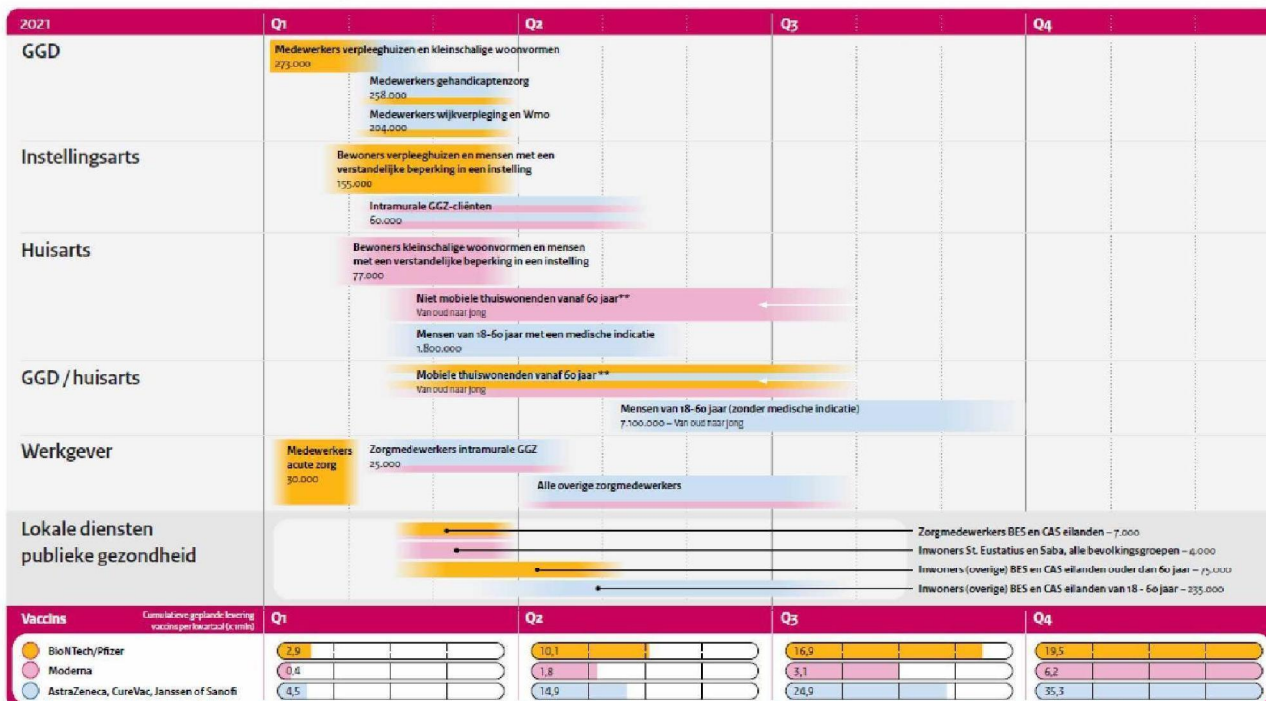 2021 Q1 Q2 Q3 Q4
GGD
Medewerkers verpleeghuizen en kleinschalige woonvormen
273.000
Medewerkers gehandicaptenzorg
258.000
Medewerkers wijkverpleging en Wmo
204.000
Instellingsarts
Bewoners verpleeghuizen en mensen met een
verstandelijke beperking in een instelling
155.000
Intramurale GGZ-cliënten
60.000
Huisarts
Bewoners kleinschalige woonvormen en mensen
met een verstandelijke beperking in een instelling
77.000
Niet mobiele thuiswonenden vanaf 60 jaar**
Van oud naar jong
Mensen van 18-60 jaar met een medische indicatie
1.800.000
GGD / huisarts
Mobiele thuiswonenden vanaf 60 jaar**
Van oud naar jong
Mensen van 18-60 jaar (zonder medische indicatie)
7.100.000 – Van oud naar jong
Werkgever
Medewerkers
acute zorg
30.000
Zorgmedewerkers intramurale GGZ
25.000
Alle overige zorgmedewerkers
Lokale diensten
publieke gezondheid
Zorgmedewerkers BES en CAS eilanden – 7.000
Inwoners St. Eustatius en Saba, alle bevolkingsgroepen – 4.000
Inwoners (overige) BES en CAS eilanden ouder dan 60 jaar – 75.000
Inwoners (overige) BES en CAS eilanden van 18 - 60 jaar – 235.000
Vaccins Cumulatieve geplande levering
vaccins per kwartaal (x 1 mln) Q1 Q2 Q3 Q4
BioNTech/Pfizer 2,9 10,1 16,9 19,5
Moderna 0,4 1,8 3,1 6,2
AstraZeneca, CureVac, Janssen of Sanofi 4,5 14,9 24,9 35,3